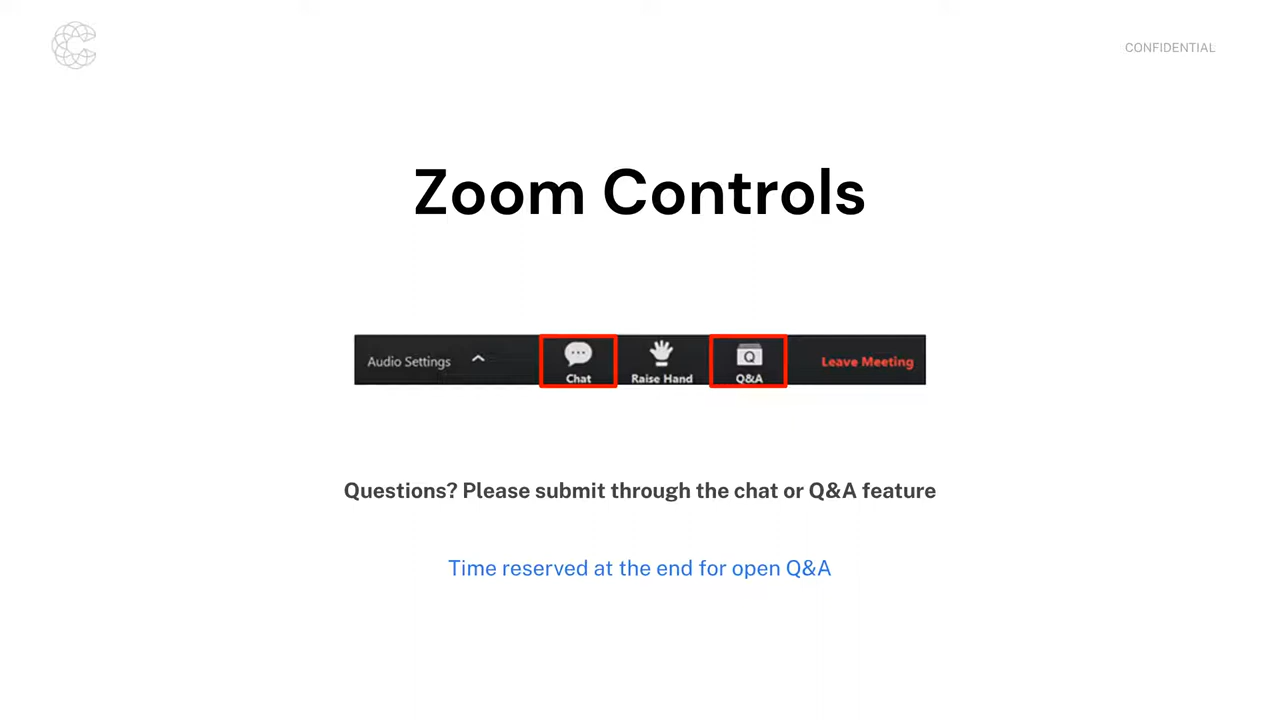 CONFIDENTIAL
Zoom Controls
Audio Settings
Chat
Raise Hand
Q
Q&A
Leave Meeting
Questions? Please submit through the chat or Q&A feature
Time reserved at the end for open Q&A